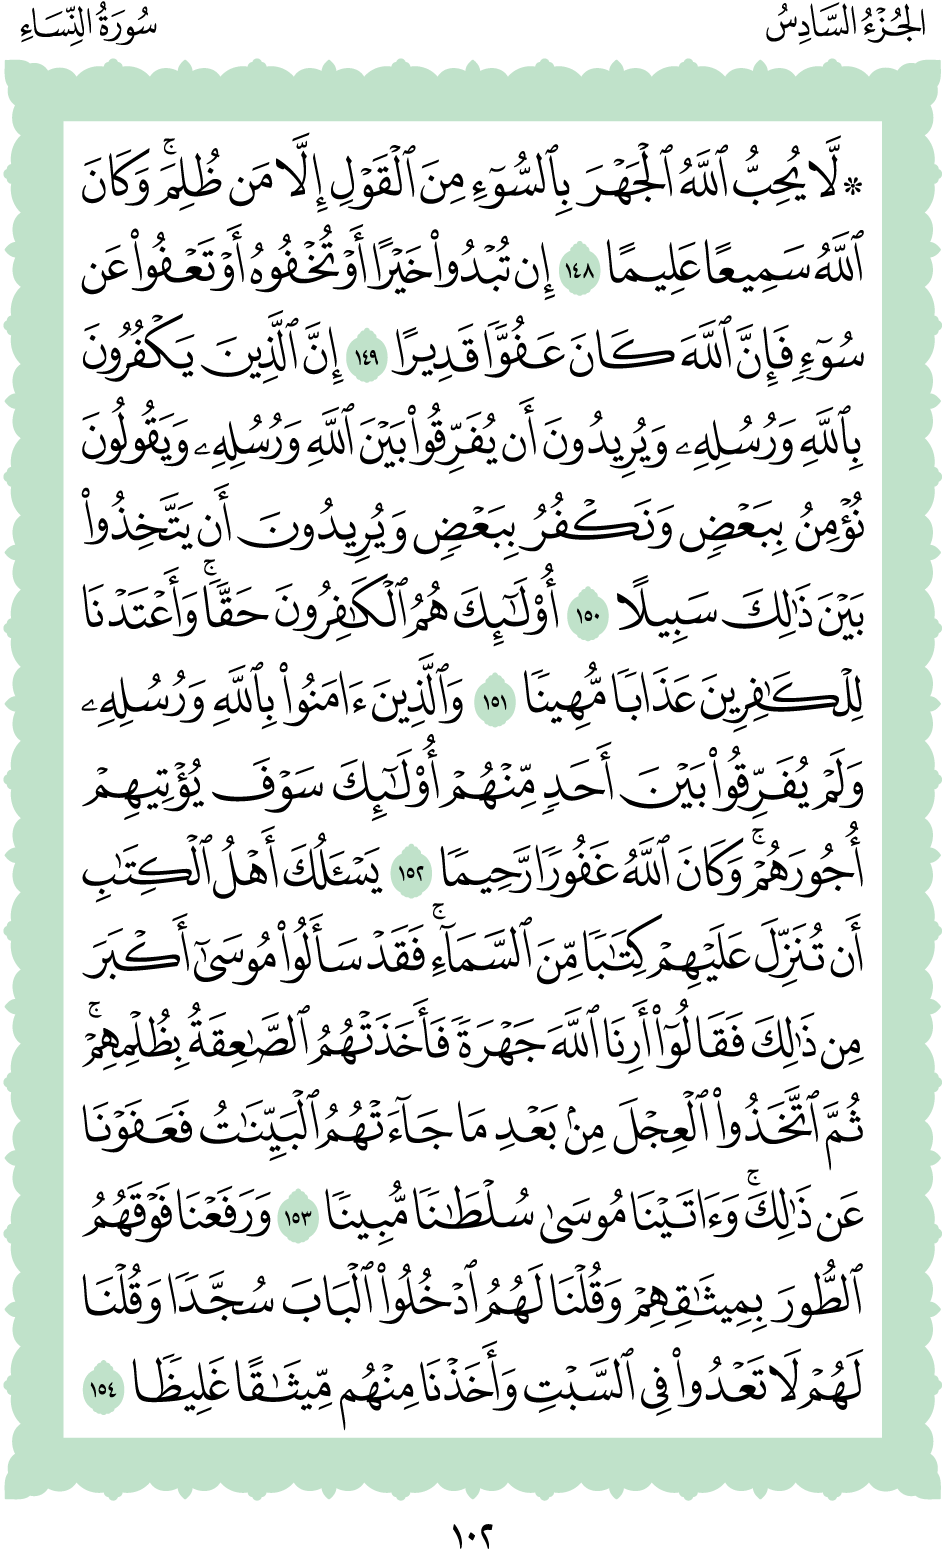 الجُزْءُ السَّادِسُ
سُورَةُ النِّسَاءِ
۞ لَّا يُحِبُّ ٱللَّهُ ٱلْجَهْرَ بِٱلسُّوٓءِ مِنَ ٱلْقَوْلِ إِلَّا مَن ظُلِمَۚ وَكَانَ
ٱللَّهُ سَمِيعًا عَلِيمًا ١٤٨ إِن تُبْدُوا۟ خَيْرًا أَوْ تُخْفُوهُ أَوْ تَعْفُوا۟ عَن
سُوٓءٍ فَإِنَّ ٱللَّهَ كَانَ عَفُوًّا قَدِيرًا ١٤٩ إِنَّ ٱلَّذِينَ يَكْفُرُونَ
بِٱللَّهِ وَرُسُلِهِۦ وَيُرِيدُونَ أَن يُفَرِّقُوا۟ بَيْنَ ٱللَّهِ وَرُسُلِهِۦ وَيَقُولُونَ
نُؤْمِنُ بِبَعْضٍ وَنَكْفُرُ بِبَعْضٍ وَيُرِيدُونَ أَن يَتَّخِذُوا۟
بَيْنَ ذَٰلِكَ سَبِيلًا ١٥٠ أُو۟لَٰٓئِكَ هُمُ ٱلْكَٰفِرُونَ حَقًّاۚ وَأَعْتَدْنَا
لِلْكَٰفِرِينَ عَذَابًا مُّهِينًا ١٥١ وَٱلَّذِينَ ءَامَنُوا۟ بِٱللَّهِ وَرُسُلِهِۦ
وَلَمْ يُفَرِّقُوا۟ بَيْنَ أَحَدٍ مِّنْهُمْ أُو۟لَٰٓئِكَ سَوْفَ يُؤْتِيهِمْ
أُجُورَهُمْۚ وَكَانَ ٱللَّهُ غَفُورًا رَّحِيمًا ١٥٢ يَسْـَٔلُكَ أَهْلُ ٱلْكِتَٰبِ
أَن تُنَزِّلَ عَلَيْهِمْ كِتَٰبًا مِّنَ ٱلسَّمَآءِۚ فَقَدْ سَأَلُوا۟ مُوسَىٰٓ أَكْبَرَ
مِن ذَٰلِكَ فَقَالُوٓا۟ أَرِنَا ٱللَّهَ جَهْرَةً فَأَخَذَتْهُمُ ٱلصَّٰعِقَةُ بِظُلْمِهِمْۚ
ثُمَّ ٱتَّخَذُوا۟ ٱلْعِجْلَ مِنۢ بَعْدِ مَا جَآءَتْهُمُ ٱلْبَيِّنَٰتُ فَعَفَوْنَا
عَن ذَٰلِكَۚ وَءَاتَيْنَا مُوسَىٰ سُلْطَٰنًا مُّبِينًا ١٥٣ وَرَفَعْنَا فَوْقَهُمُ
ٱلطُّورَ بِمِيثَٰقِهِمْ وَقُلْنَا لَهُمُ ٱدْخُلُوا۟ ٱلْبَابَ سُجَّدًا وَقُلْنَا
لَهُمْ لَا تَعْدُوا۟ فِى ٱلسَّبْتِ وَأَخَذْنَا مِنْهُم مِّيثَٰقًا غَلِيظًا ١٥٤
١٠٢